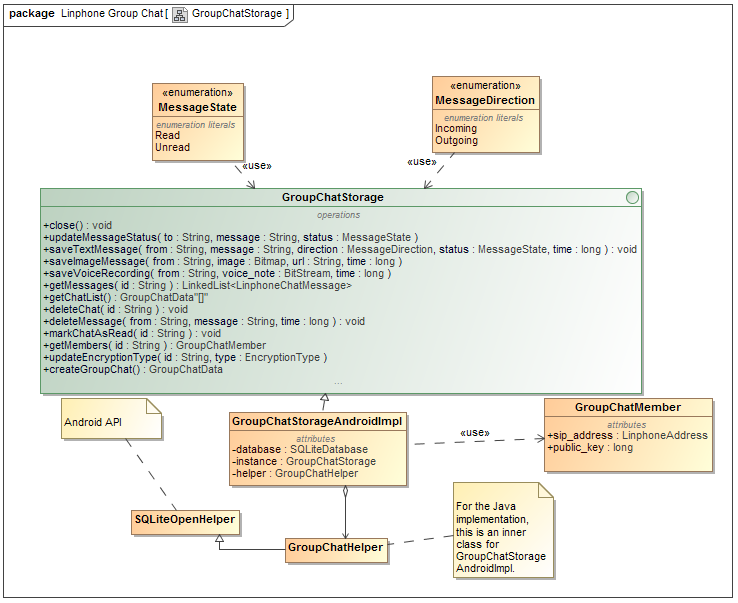 package Linphone Group Chat [ GroupChatStorage ]
«enumeration»
MessageState
enumeration literals
Read
Unread
«enumeration»
MessageDirection
enumeration literals
Incoming
Outgoing
«use»
«use»
GroupChatStorage
operations
+close() : void
+updateMessageStatus( to : String, message : String, status : MessageState )
+saveTextMessage( from : String, message : String, direction : MessageDirection, status : MessageState, time : long ) : void
+saveImageMessage( from : String, image : Bitmap, url : String, time : long )
+saveVoiceRecording( from : String, voice_note : BitStream, time : long )
+getMessages( id : String ) : LinkedList<LinphoneChatMessage>
+getChatList() : GroupChatData"[]"
+deleteChat( id : String ) : void
+deleteMessage( from : String, message : String, time : long ) : void
+markChatAsRead( id : String ) : void
+getMembers( id : String ) : GroupChatMember
+updateEncryptionType( id : String, type : EncryptionType )
+createGroupChat() : GroupChatData
...
Android API
GroupChatStorageAndroidImpl
attributes
-database : SQLiteDatabase
-instance : GroupChatStorage
-helper : GroupChatHelper
«use»
GroupChatMember
attributes
+sip_address : LinphoneAddress
+public_key : long
SQLiteOpenHelper
GroupChatHelper
For the Java
implementation,
this is an inner
class for
GroupChatStorage
AndroidImpl.